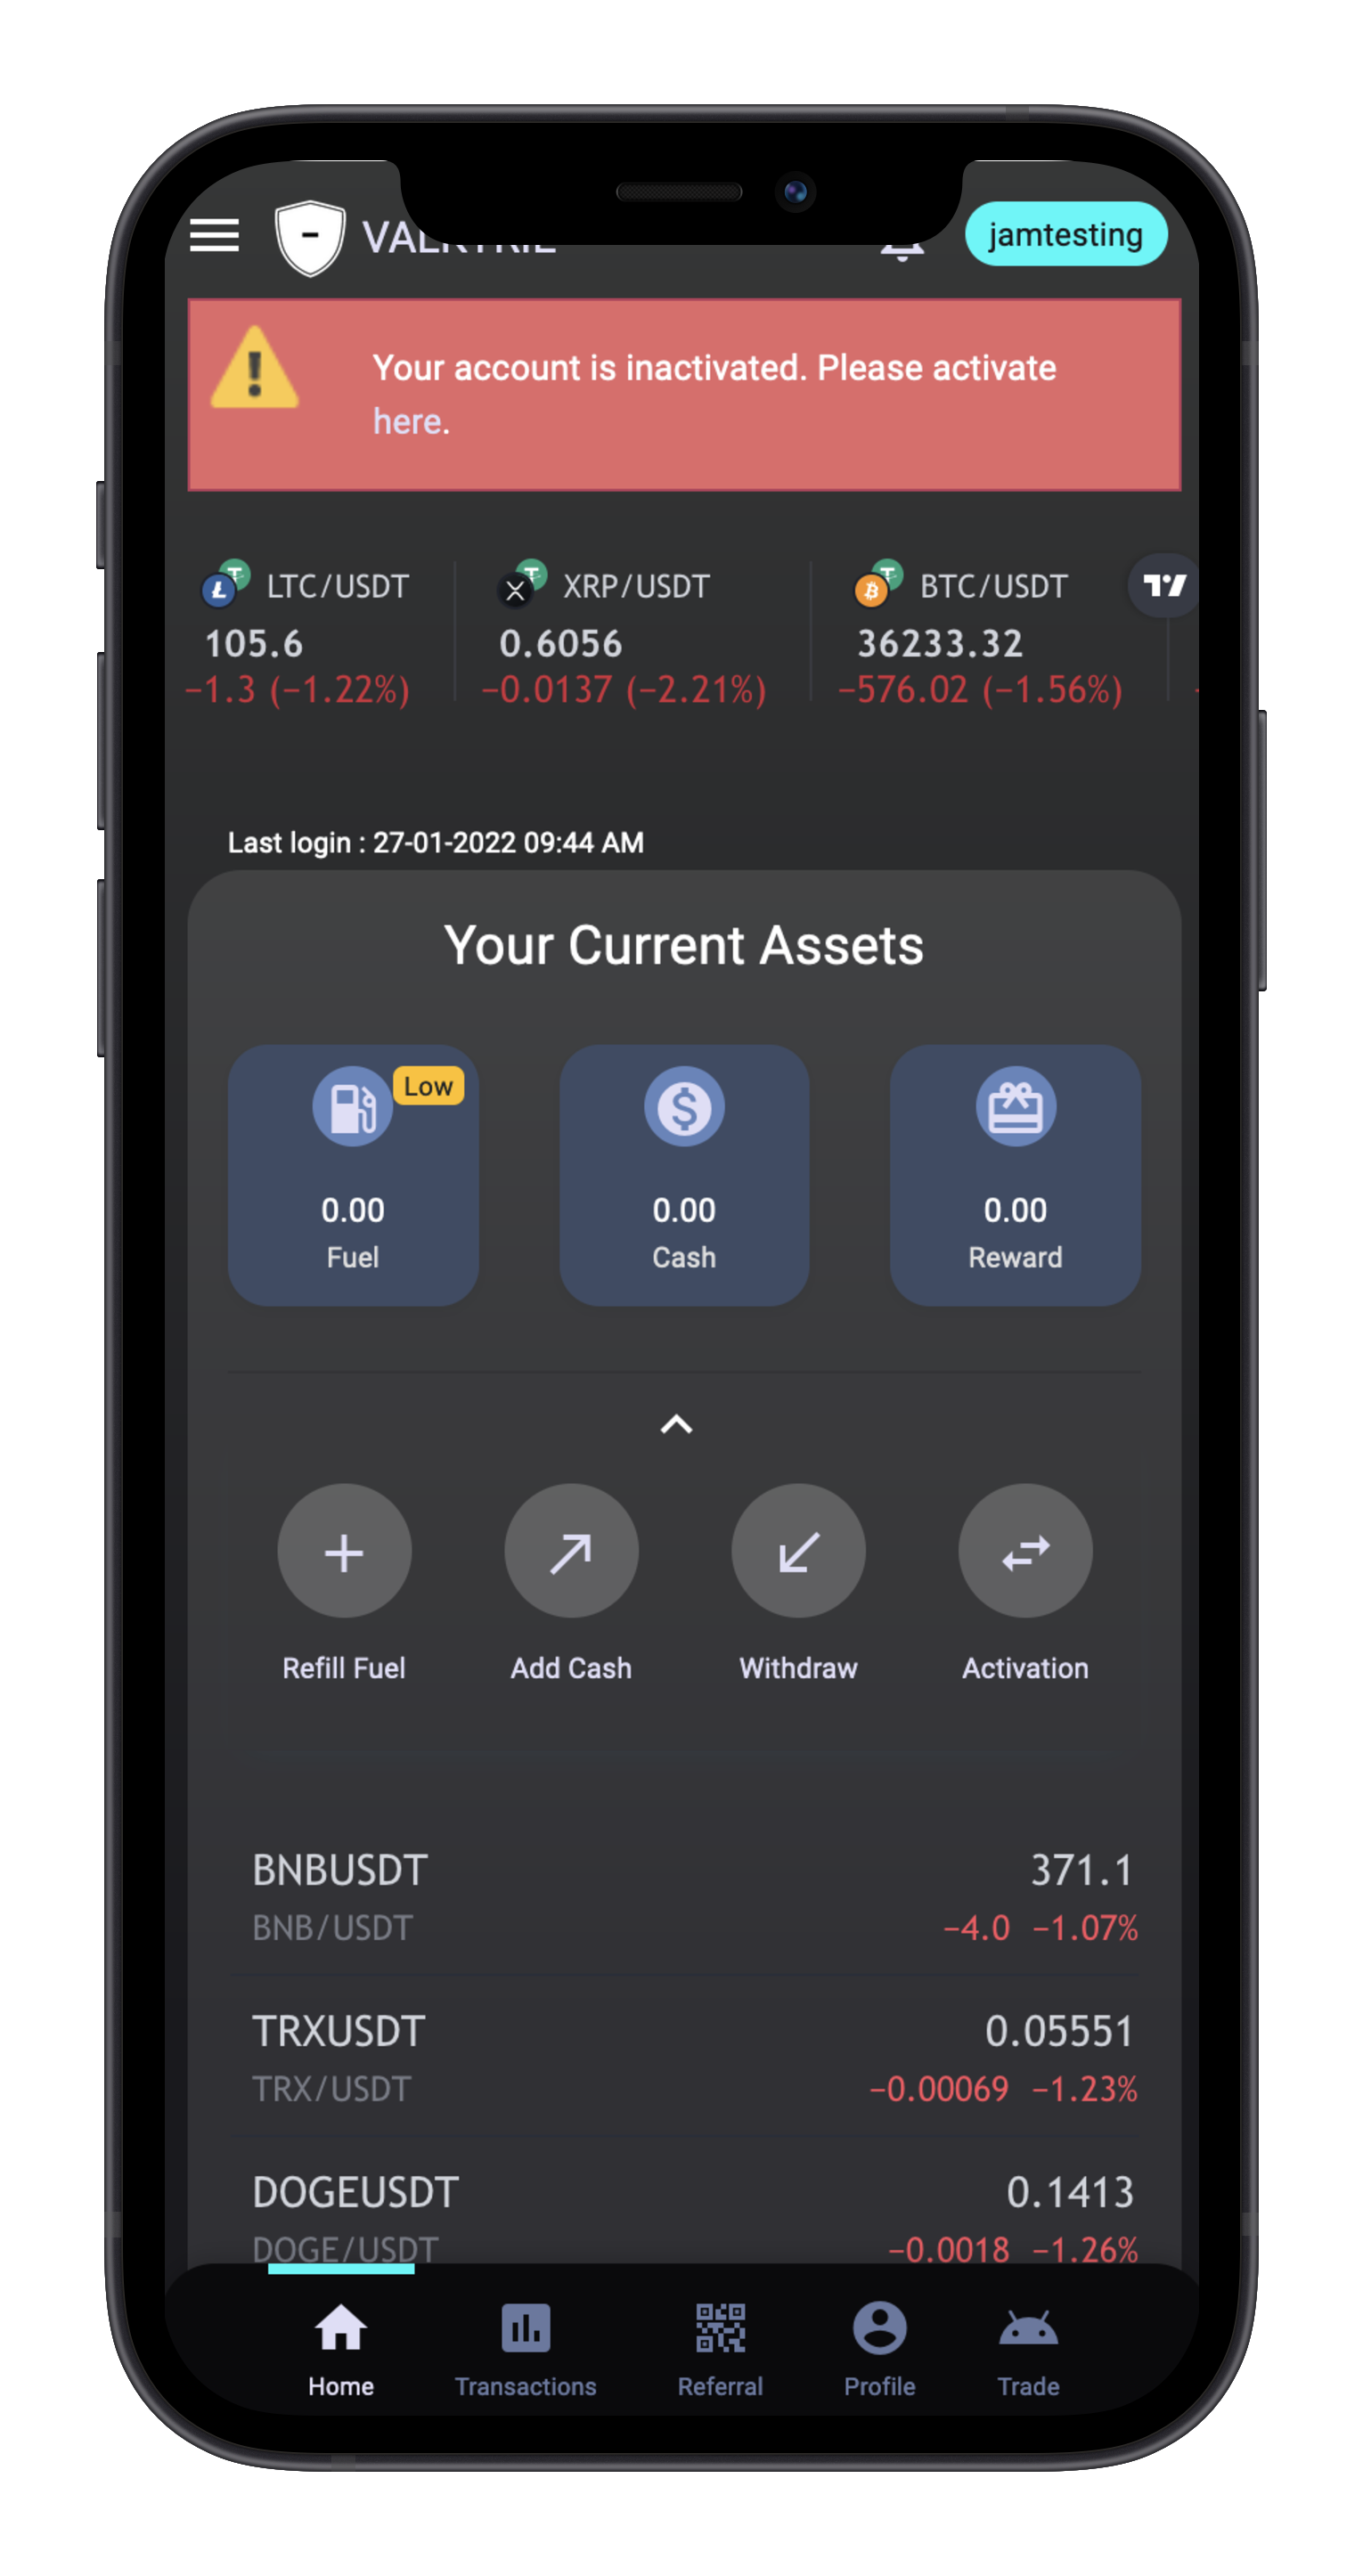 VALKYRIE
jamtesting
Your account is inactivated. Please activate
here.
LTC/USDT
105.6
−1.3 (−1.22%)
XRP/USDT
0.6056
−0.0137 (−2.21%)
BTC/USDT
36233.32
−576.02 (−1.56%)
Last login : 27-01-2022 09:44 AM
Your Current Assets
Low
0.00
Fuel
0.00
Cash
0.00
Reward
Refill Fuel
Add Cash
Withdraw
Activation
BNBUSDT
371.1
BNB/USDT
−4.0 −1.07%
TRXUSDT
0.05551
TRX/USDT
−0.00069 −1.23%
DOGEUSDT
0.1413
DOGE/USDT
−0.0018 −1.26%
Home
Transactions
Referral
Profile
Trade